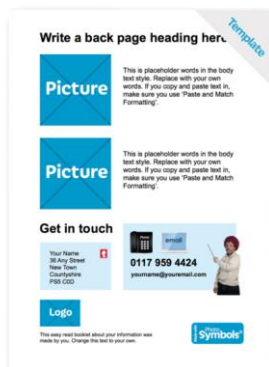 Template
Write a back page heading here
Picture
This is placeholder words in the body
text style. Replace with your own
words. If you copy and paste text in,
make sure you use 'Paste and Match
Formatting'.
Picture
This is placeholder words in the body
text style. Replace with your own
words. If you copy and paste text in,
make sure you use 'Paste and Match
Formatting'.
Get in touch
Your Name
36 Any Street
New Town
Countyshire
PS5 C0D
email
0117 959 4424
yourname@youremail.com
Logo
This easy read booklet about your information was
made by you. Change this text to your own.
Photo
Symbols